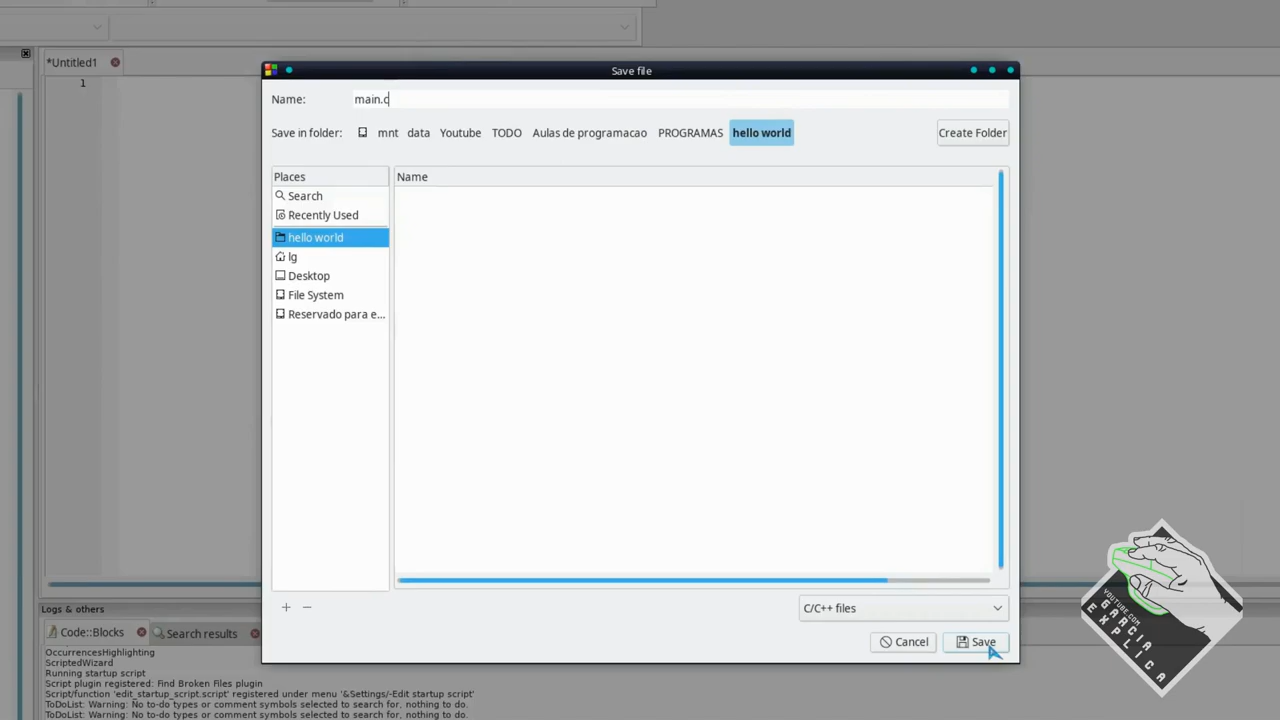 *Untitled1
1
Save file
Name: main.c
Save in folder: mnt data Youtube TODO Aulas de programacao PROGRAMAS hello world Create Folder
Places
Name
Search
Recently Used
hello world
lg
Desktop
File System
Reservado para e...
C/C++ files
Cancel
Save
Logs & others
Code::Blocks
Search results
OccurrencesHighlighting
ScriptedWizard
Running startup script
Script plugin registered: Find Broken Files plugin
Script/function 'edit_startup_script.script' registered under menu '&Settings/-Edit startup script'
ToDoList: Warning: No to-do types or comment symbols selected to search for, nothing to do.
ToDoList: Warning: No to-do types or comment symbols selected to search for, nothing to do.
YOUTUBE.COM
GARCIA
EXPLICA